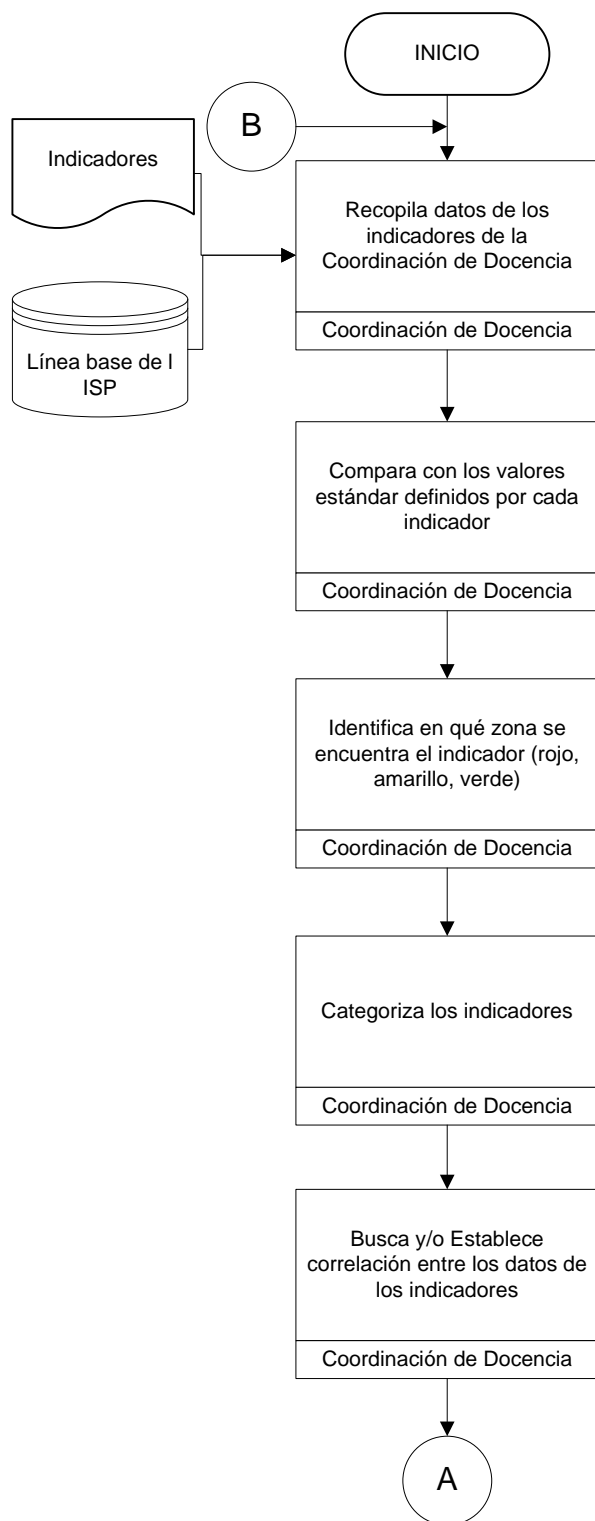 INICIO
B
Indicadores
Recopila datos de los
indicadores de la
Coordinación de Docencia
Coordinación de Docencia
Línea base de I
ISP
Compara con los valores
estándar definidos por cada
indicador
Coordinación de Docencia
Identifica en qué zona se
encuentra el indicador (rojo,
amarillo, verde)
Coordinación de Docencia
Categoriza los indicadores
Coordinación de Docencia
Busca y/o Establece
correlación entre los datos de
los indicadores
Coordinación de Docencia
A